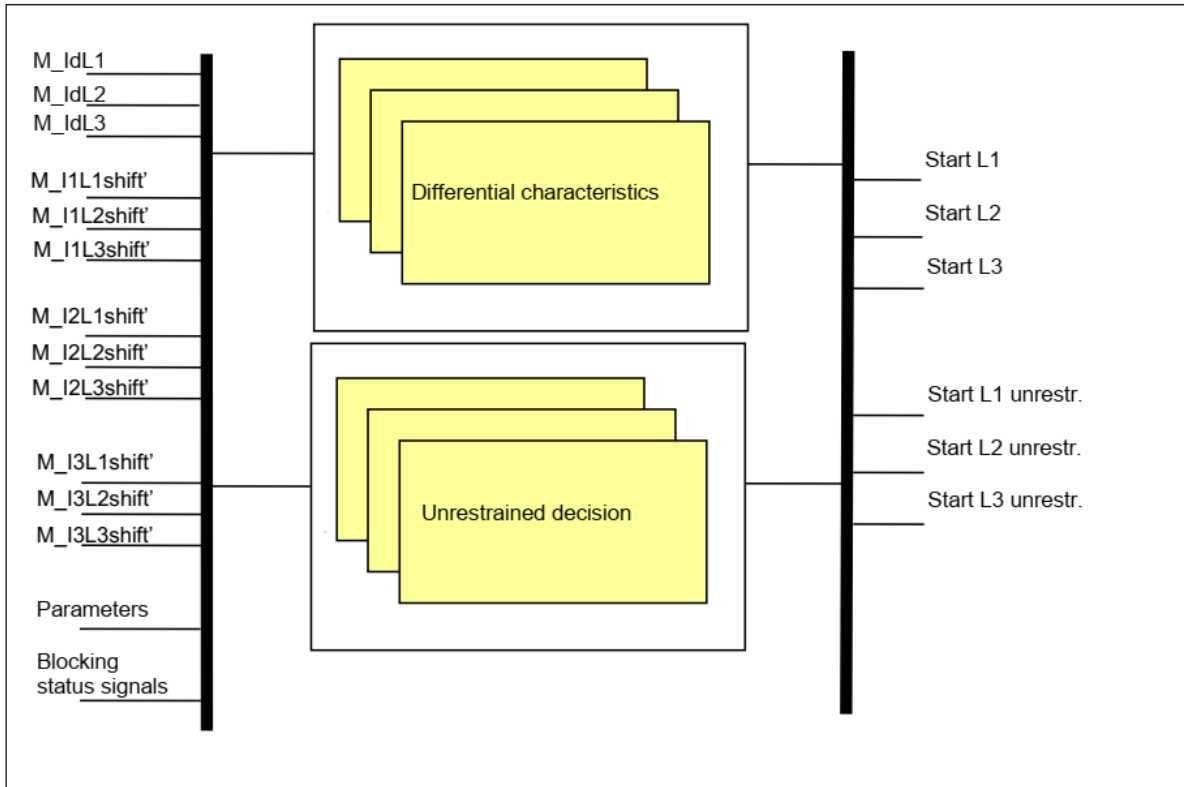 M_IdL1
M_IdL2
M_IdL3
M_I1L1shift'
M_I1L2shift'
M_I1L3shift'
M_I2L1shift'
M_I2L2shift'
M_I2L3shift'
M_I3L1shift'
M_I3L2shift'
M_I3L3shift'
Parameters
Blocking
status signals
Differential characteristics
Unrestrained decision
Start L1
Start L2
Start L3
Start L1 unrestr.
Start L2 unrestr.
Start L3 unrestr.